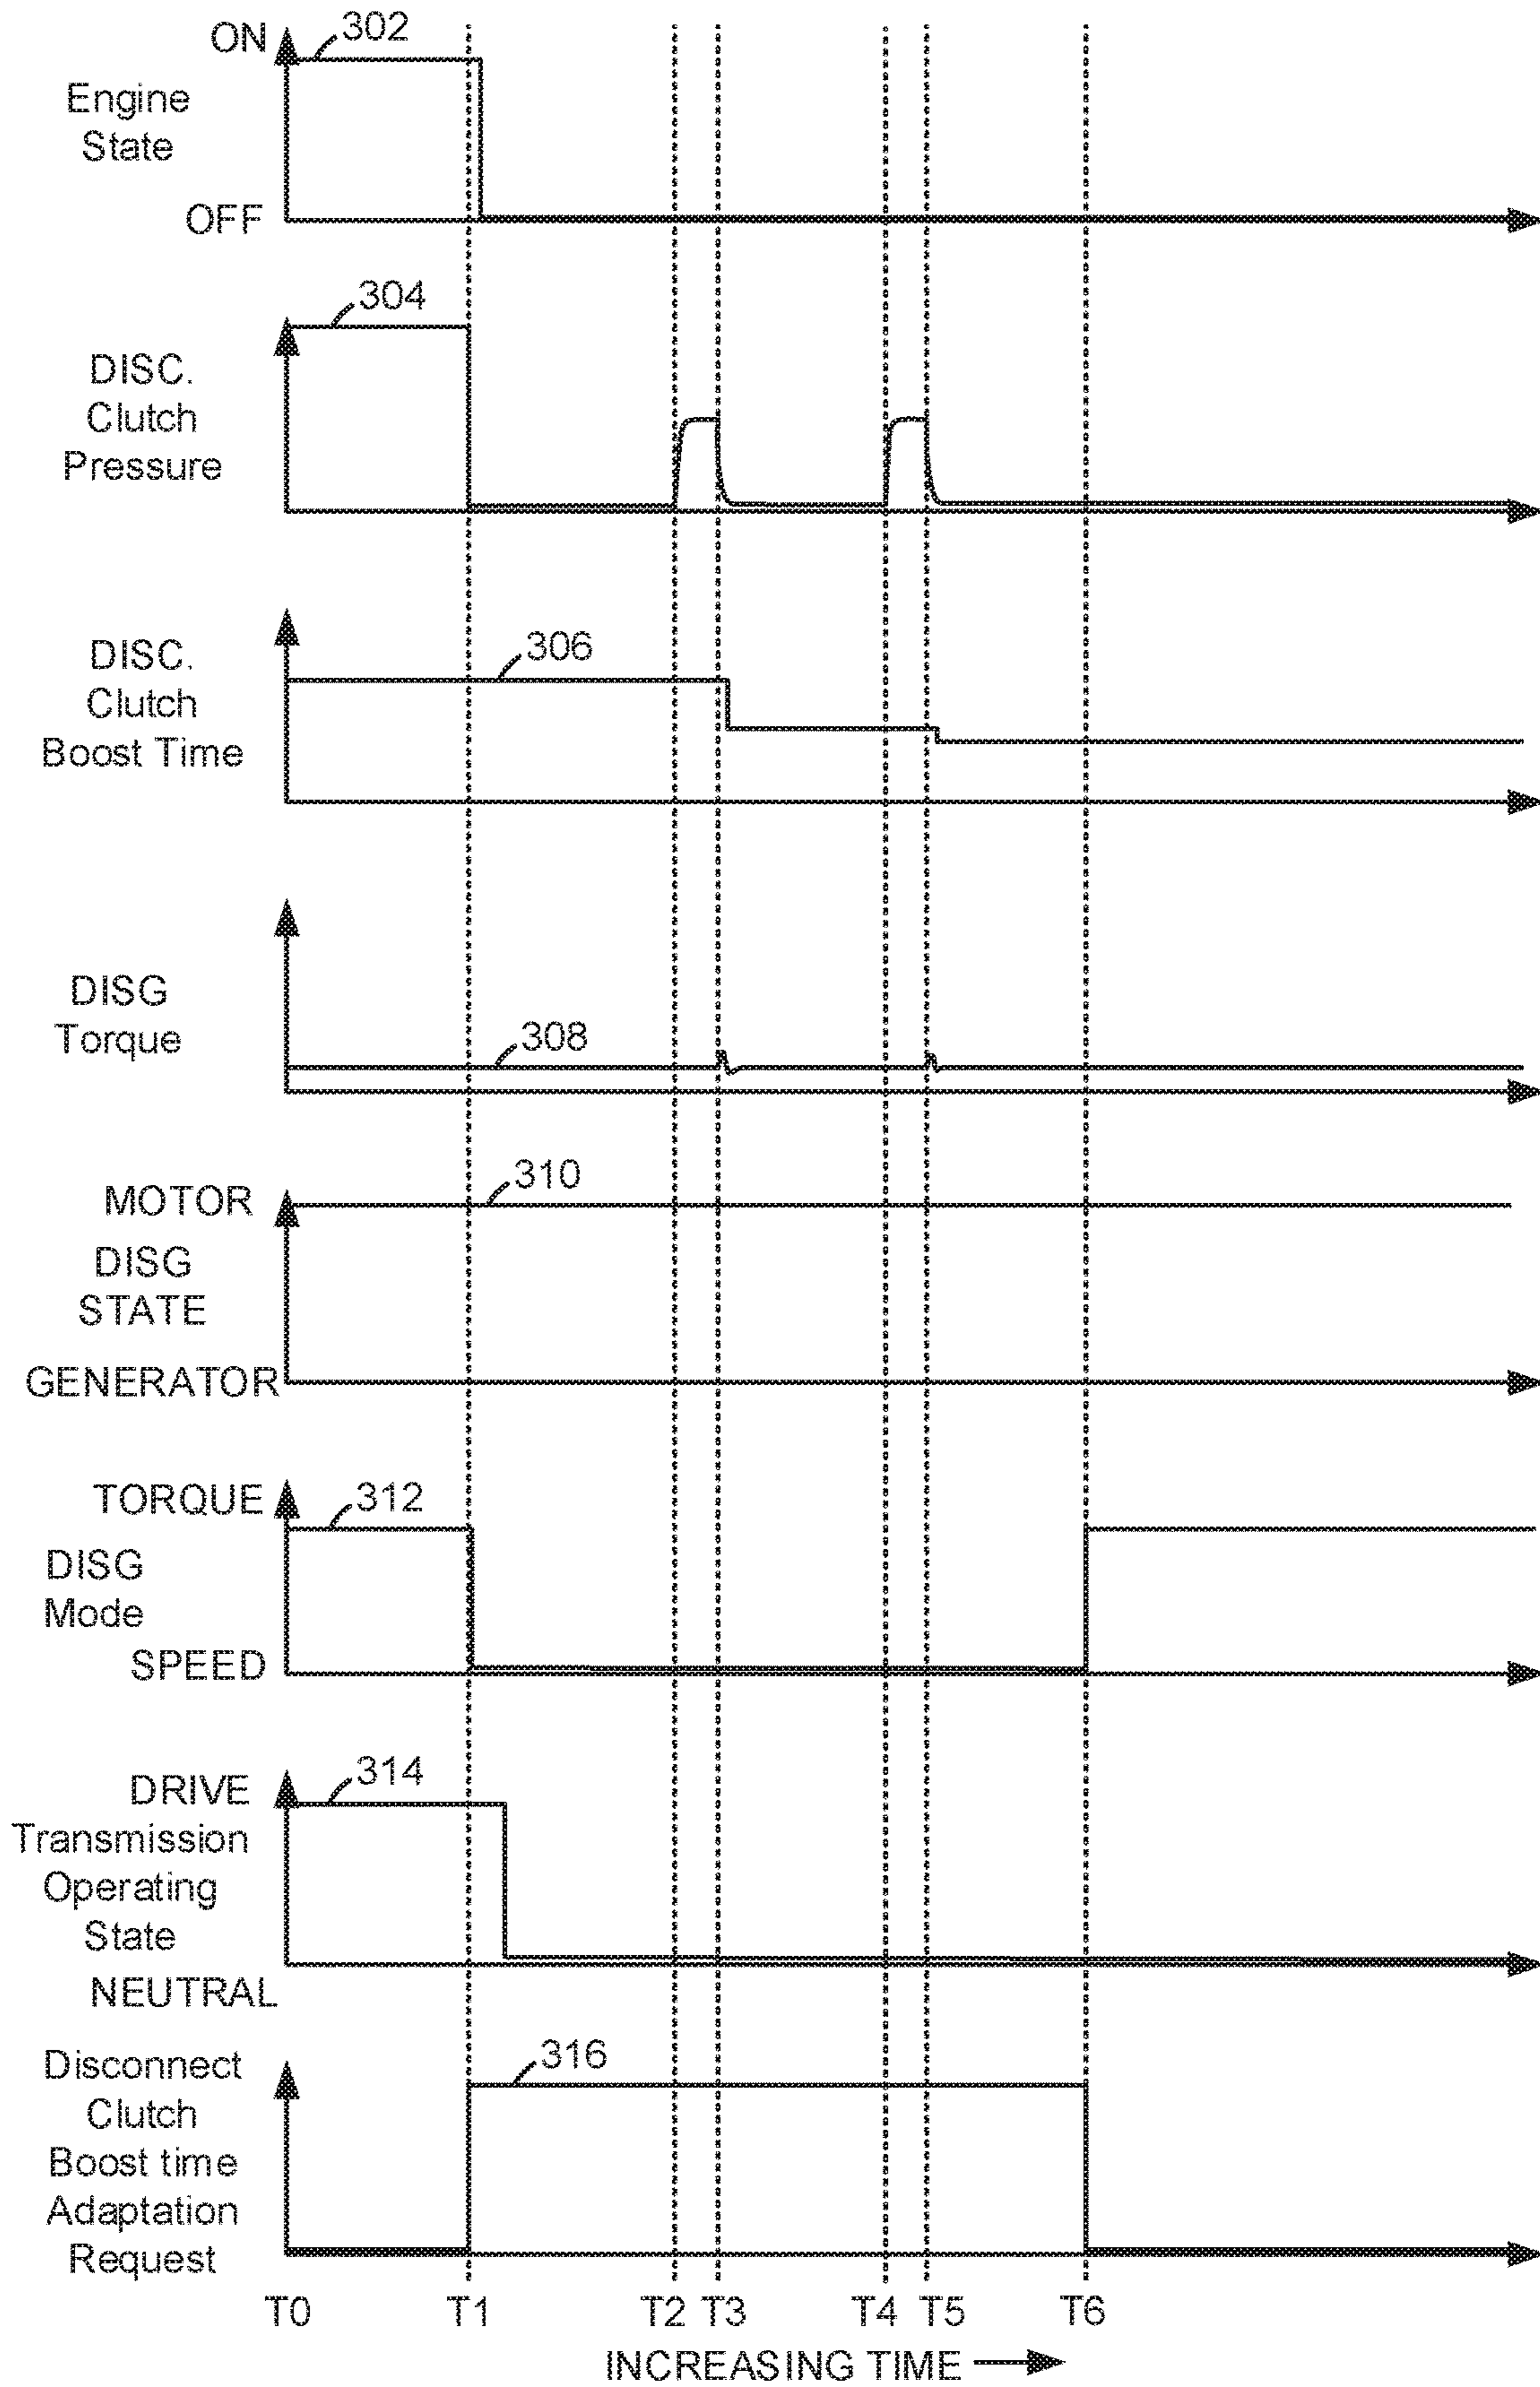 ON
302
Engine
State
OFF
304
DISC.
Clutch
Pressure
306
DISC.
Clutch
Boost Time
308
DISG
Torque
310
MOTOR
DISG
STATE
GENERATOR
312
TORQUE
DISG
Mode
SPEED
314
DRIVE
Transmission
Operating
State
NEUTRAL
316
Disconnect
Clutch
Boost time
Adaptation
Request
T0 T1 T2 T3 T4 T5 T6
INCREASING TIME